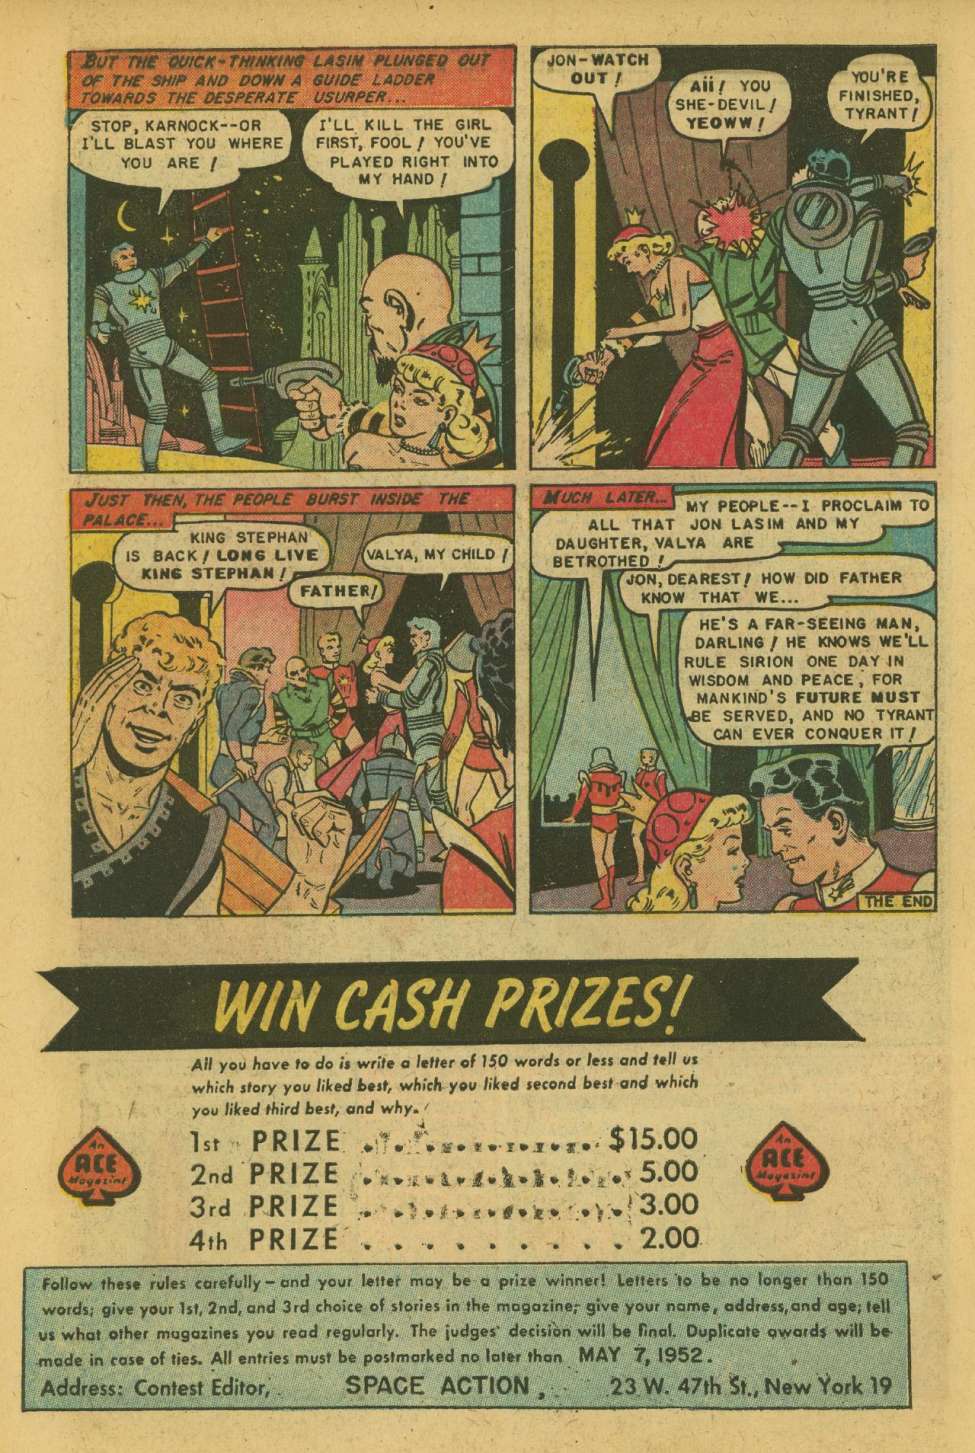 BUT THE QUICK-THINKING LASIM PLUNGED OUT
OF THE SHIP AND DOWN A GUIDE LADDER
TOWARDS THE DESPERATE USURPER...
STOP, KARNOCK--OR
I'LL BLAST YOU WHERE
YOU ARE!
I'LL KILL THE GIRL
FIRST, FOOL! YOU'VE
PLAYED RIGHT INTO
MY HAND!
JON-WATCH
OUT!
Aii! YOU
SHE-DEVIL!
YEOWW!
YOU'RE
FINISHED,
TYRANT!
JUST THEN, THE PEOPLE BURST INSIDE THE
PALACE...
KING STEPHAN
IS BACK! LONG LIVE
KING STEPHAN!
FATHER!
VALYA, MY CHILD!
MUCH LATER...
MY PEOPLE--I PROCLAIM TO
ALL THAT JON LASIM AND MY
DAUGHTER, VALYA ARE
BETROTHED!
JON, DEAREST! HOW DID FATHER
KNOW THAT WE...
HE'S A FAR-SEEING MAN,
DARLING! HE KNOWS WE'LL
RULE SIRION ONE DAY IN
WISDOM AND PEACE, FOR
MANKIND'S FUTURE MUST
BE SERVED, AND NO TYRANT
CAN EVER CONQUER IT!
THE END
WIN CASH PRIZES!
All you have to do is write a letter of 150 words or less and tell us
which story you liked best, which you liked second best and which
you liked third best, and why.
1st PRIZE . . . . . . . . . . $15.00
2nd PRIZE . . . . . . . . . . 5.00
3rd PRIZE . . . . . . . . . . 3.00
4th PRIZE . . . . . . . . . . 2.00
An
ACE
Magazine
An
ACE
Magazine
Follow these rules carefully—and your letter may be a prize winner! Letters to be no longer than 150
words; give your 1st, 2nd, and 3rd choice of stories in the magazine; give your name, address, and age; tell
us what other magazines you read regularly. The judges' decision will be final. Duplicate awards will be
made in case of ties. All entries must be postmarked no later than MAY 7, 1952.
Address: Contest Editor, SPACE ACTION, 23 W. 47th St., New York 19